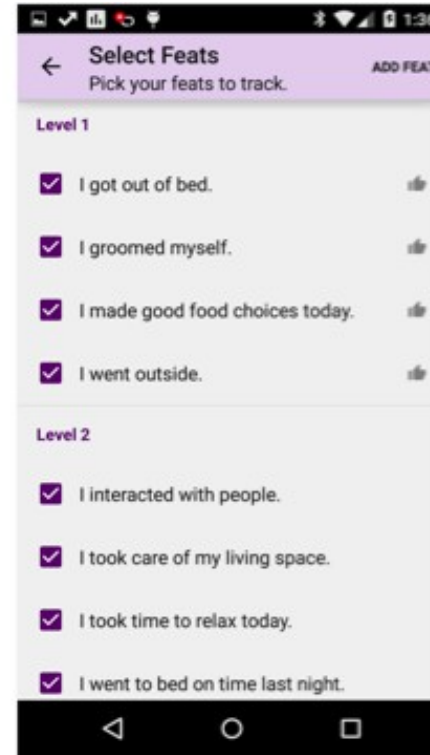 1:30
Select Feats
ADD FEAT
Pick your feats to track.
Level 1
I got out of bed.
I groomed myself.
I made good food choices today.
I went outside.
Level 2
I interacted with people.
I took care of my living space.
I took time to relax today.
I went to bed on time last night.